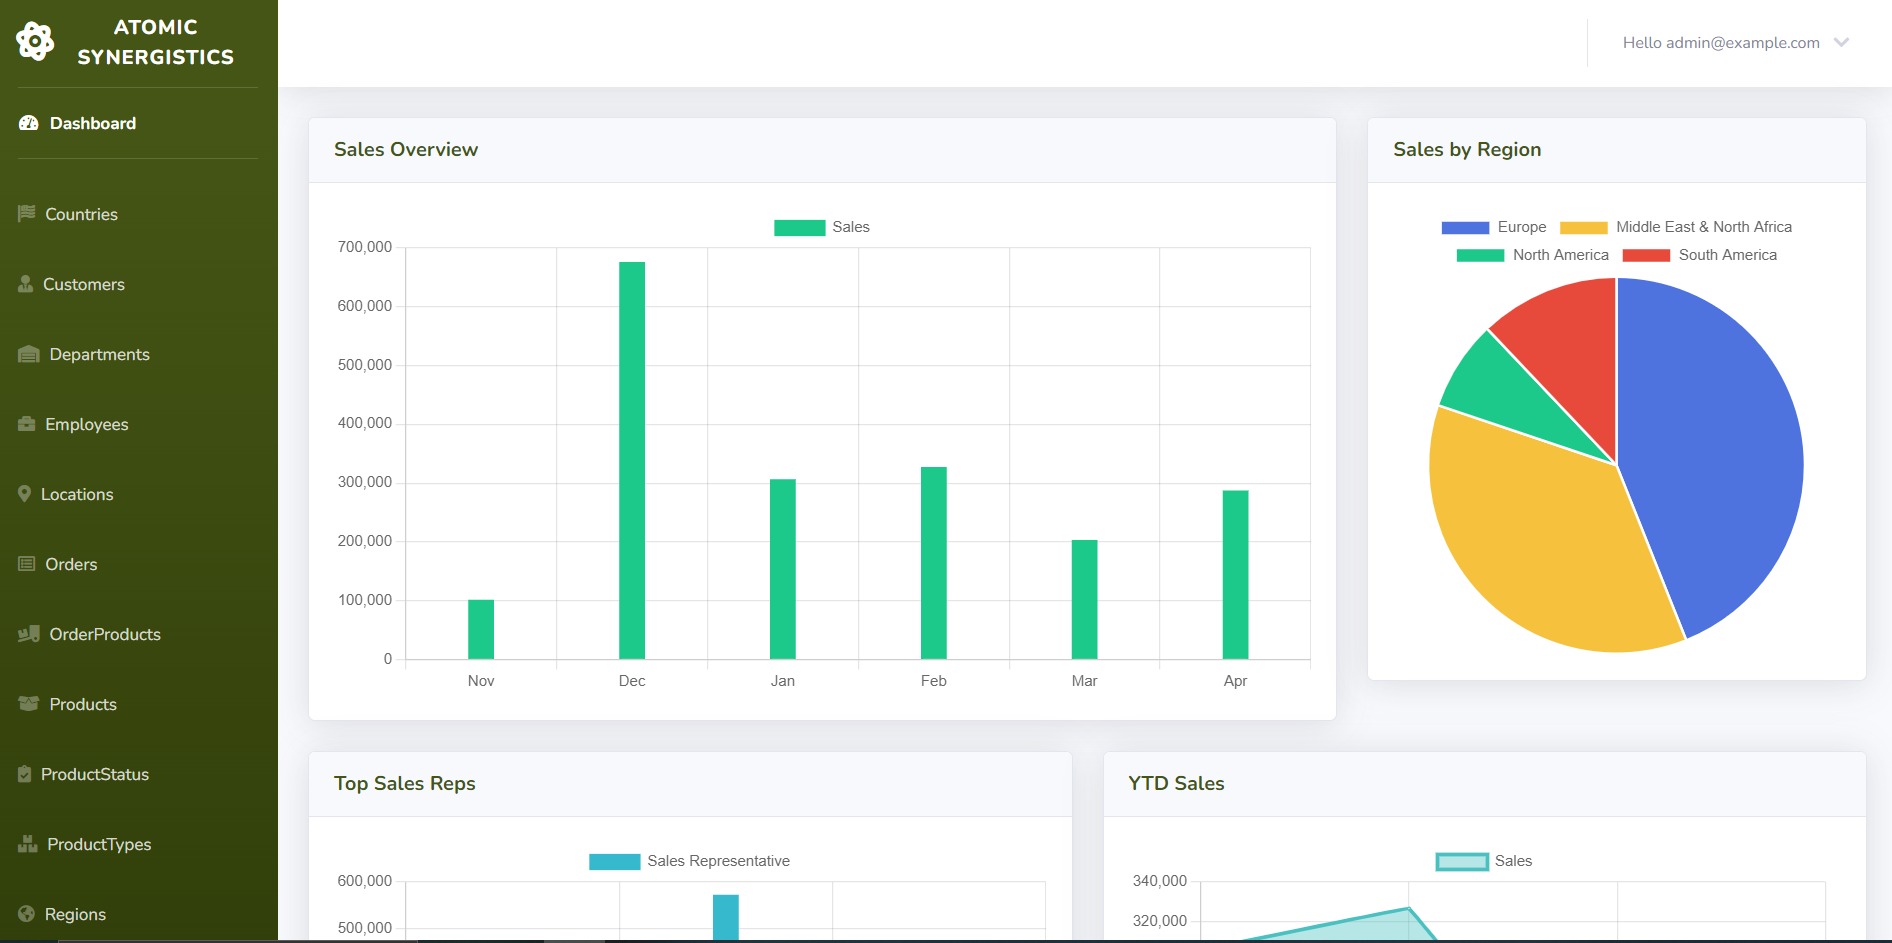 ATOMIC
SYNERGISTICS
Dashboard
Countries
Customers
Departments
Employees
Locations
Orders
OrderProducts
Products
ProductStatus
ProductTypes
Regions
Hello admin@example.com
Sales Overview
Sales
700,000
600,000
500,000
400,000
300,000
200,000
100,000
0
Nov Dec Jan Feb Mar Apr
Sales by Region
Europe Middle East & North Africa
North America South America
Top Sales Reps
Sales Representative
600,000
500,000
YTD Sales
Sales
340,000
320,000